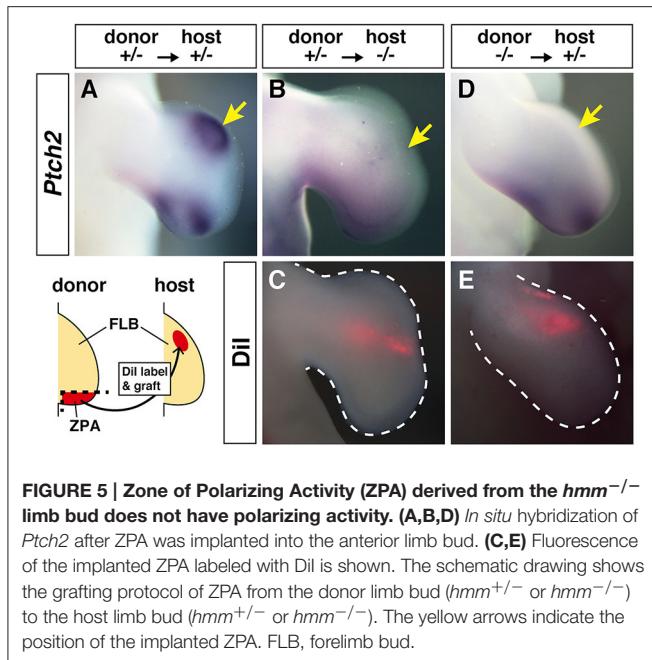 donor host
+/- → +/-
donor host
+/- → -/-
donor host
-/- → +/-
Ptch2
A
B
D
donor host
FLB
DiI label
& graft
ZPA
DiI
C
E
FIGURE 5 | Zone of Polarizing Activity (ZPA) derived from the hmm−/−
limb bud does not have polarizing activity. (A,B,D) In situ hybridization of
Ptch2 after ZPA was implanted into the anterior limb bud. (C,E) Fluorescence
of the implanted ZPA labeled with DiI is shown. The schematic drawing shows
the grafting protocol of ZPA from the donor limb bud (hmm+/− or hmm−/−)
to the host limb bud (hmm+/− or hmm−/−). The yellow arrows indicate the
position of the implanted ZPA. FLB, forelimb bud.